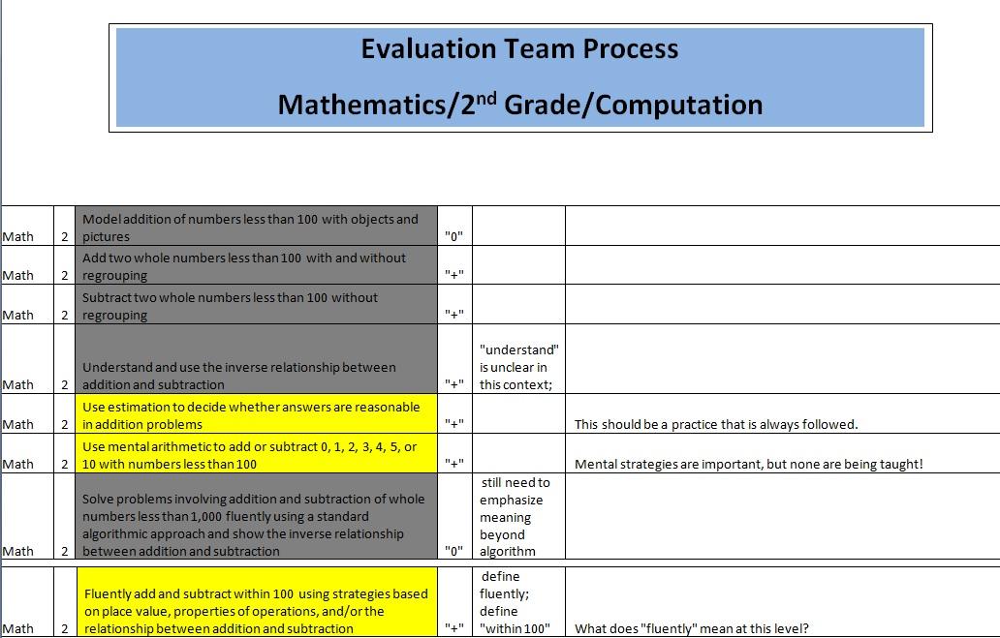 Evaluation Team Process
Mathematics/2nd Grade/Computation
Model addition of numbers less than 100 with objects and
Math 2 pictures "0"
Add two whole numbers less than 100 with and without
Math 2 regrouping "+"
Subtract two whole numbers less than 100 without
Math 2 regrouping "+"
"understand"
Understand and use the inverse relationship between is unclear in
Math 2 addition and subtraction "+" this context;
Use estimation to decide whether answers are reasonable
Math 2 in addition problems "+" This should be a practice that is always followed.
Use mental arithmetic to add or subtract 0, 1, 2, 3, 4, 5, or
Math 2 10 with numbers less than 100 "+" Mental strategies are important, but none are being taught!
still need to
Solve problems involving addition and subtraction of whole emphasize
numbers less than 1,000 fluently using a standard meaning
algorithmic approach and show the inverse relationship beyond
Math 2 between addition and subtraction "0" algorithm
define
Fluently add and subtract within 100 using strategies based fluently;
on place value, properties of operations, and/or the define
Math 2 relationship between addition and subtraction "+" "within 100" What does "fluently" mean at this level?